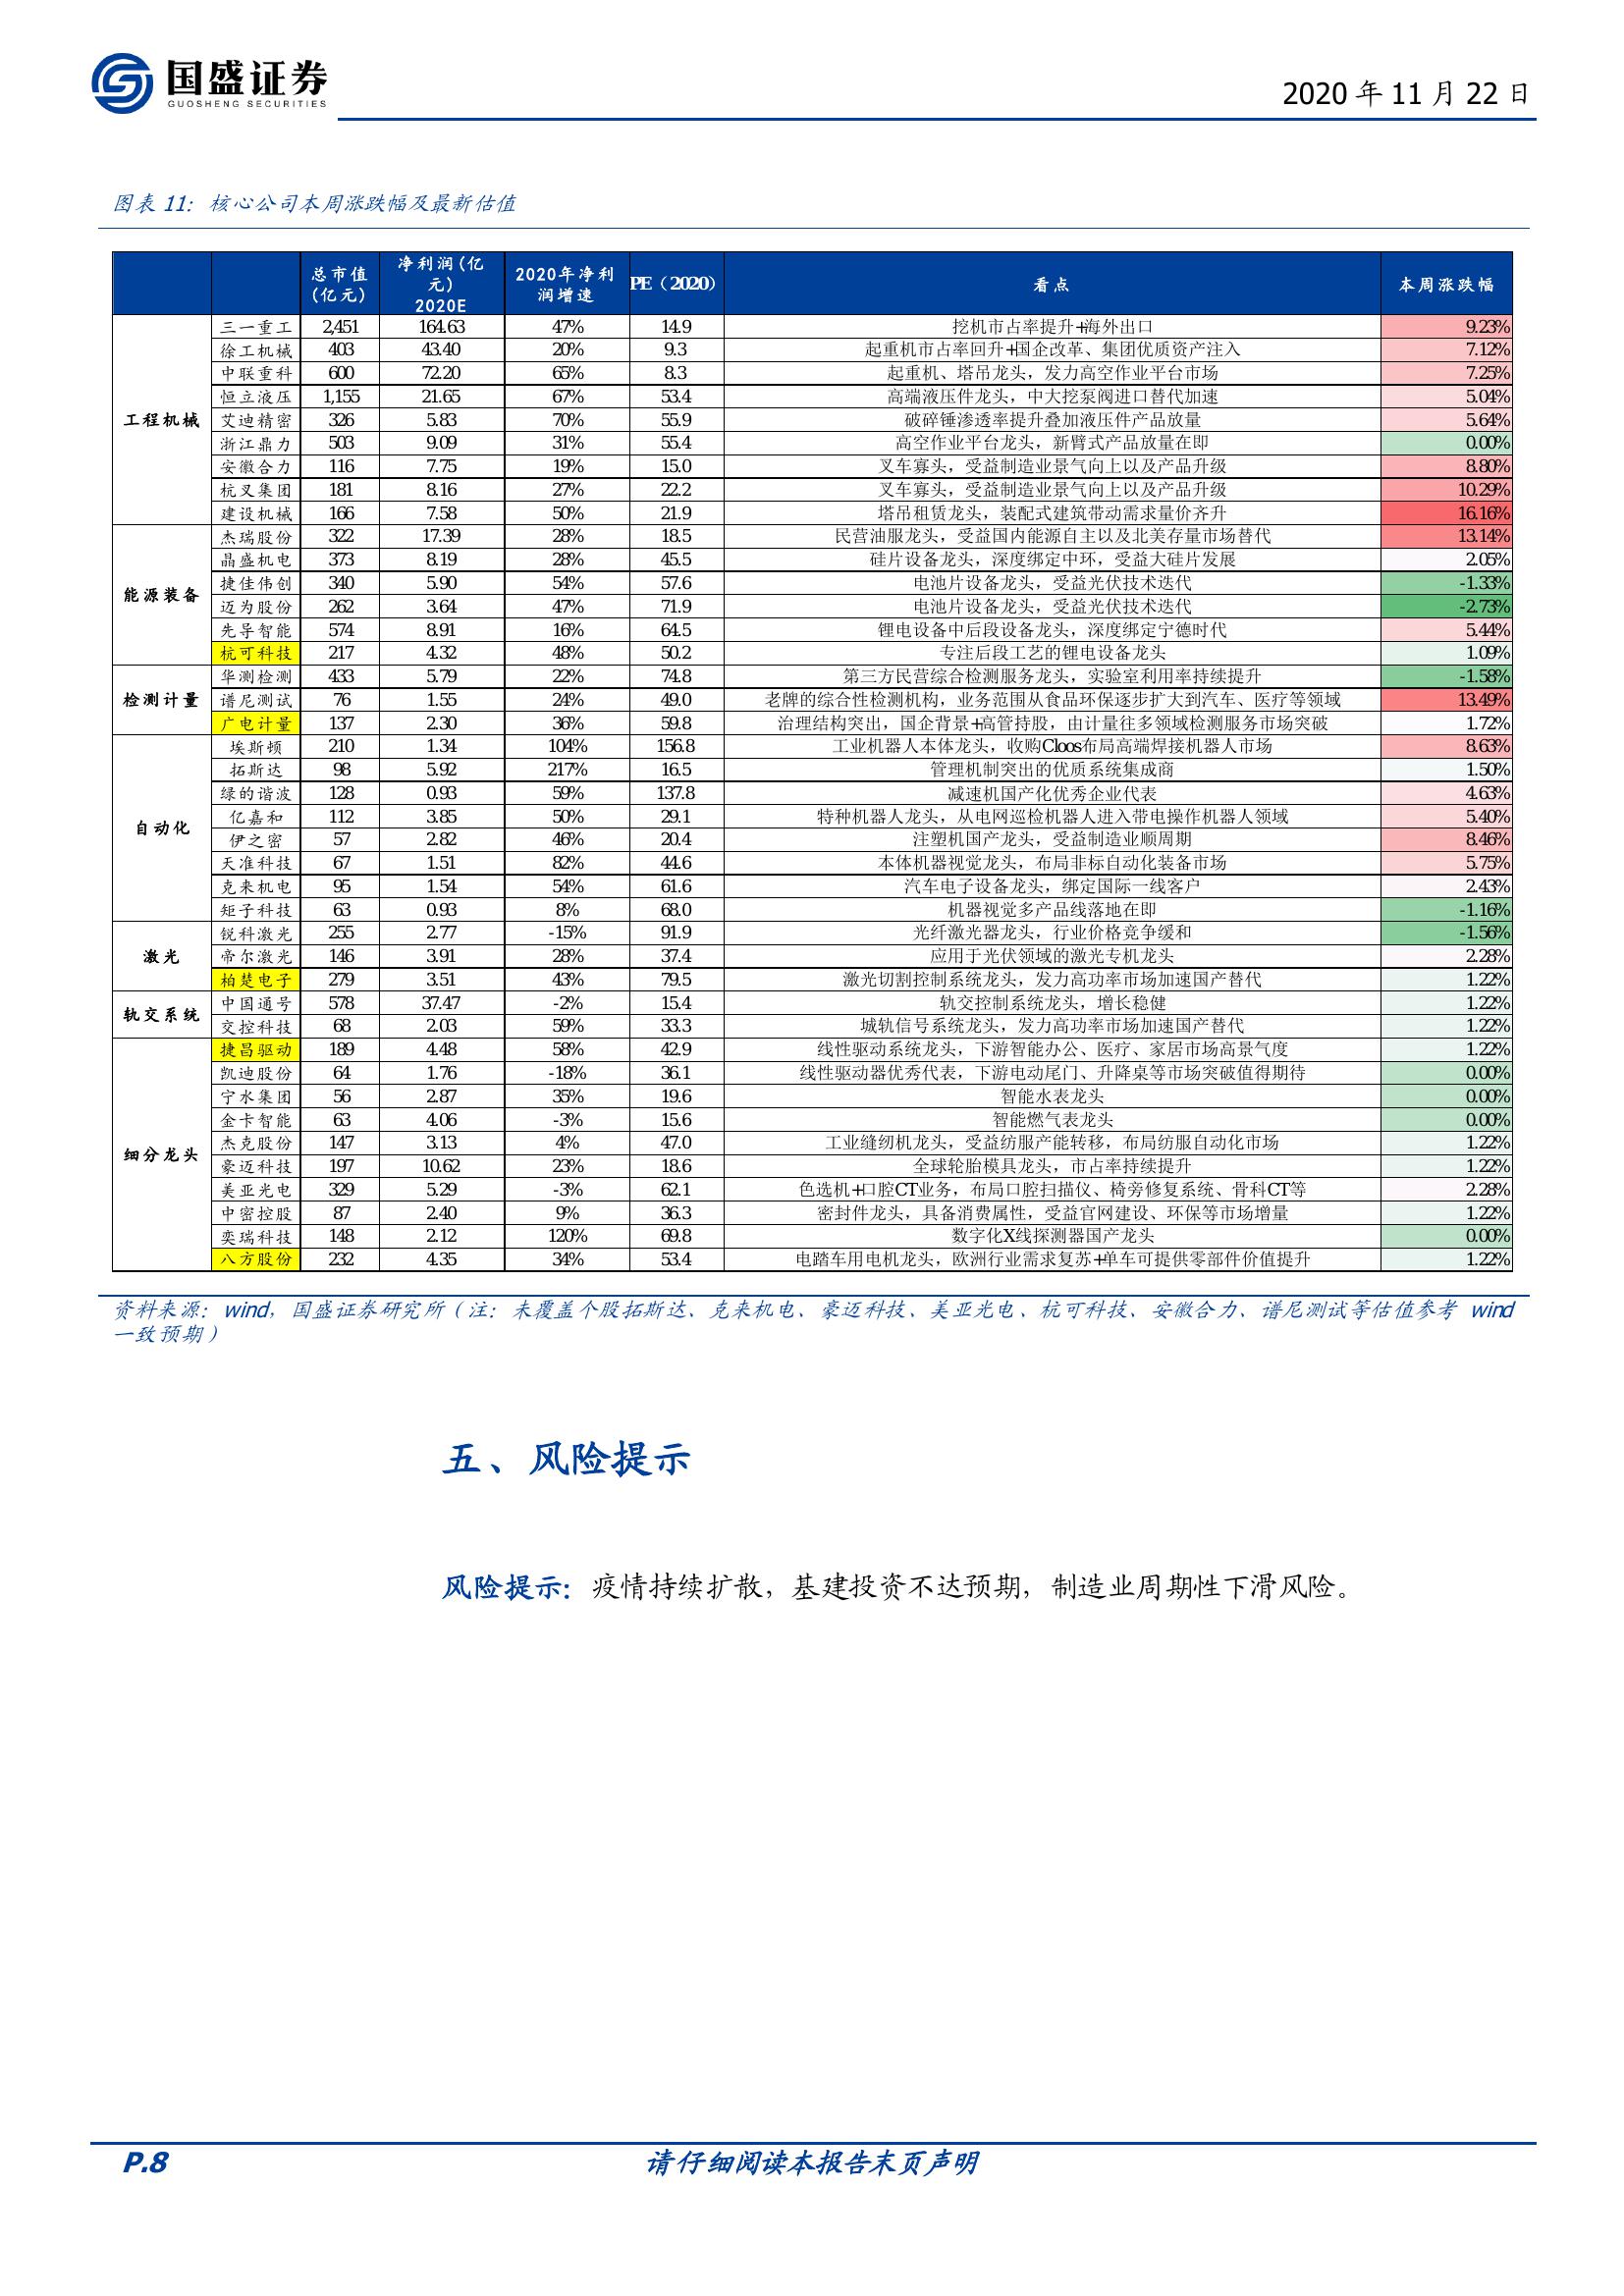 国盛证券
GUOSHENG SECURITIES
2020 年 11 月 22 日
图表 11：核心公司本周涨跌幅及最新估值
总市值(亿元) 净利润(亿元)2020E 2020年净利润增速 PE（2020） 看点 本周涨跌幅
工程机械
三一重工 2,451 164.63 47% 14.9 挖机市占率提升+海外出口 9.23%
徐工机械 403 43.40 20% 9.3 起重机市占率回升+国企改革、集团优质资产注入 7.12%
中联重科 600 72.20 65% 8.3 起重机、塔吊龙头，发力高空作业平台市场 7.25%
恒立液压 1,155 21.65 67% 53.4 高端液压件龙头，中大挖泵阀进口替代加速 5.04%
艾迪精密 326 5.83 70% 55.9 破碎锤渗透率提升叠加液压件产品放量 5.64%
浙江鼎力 503 9.09 31% 55.4 高空作业平台龙头，新臂式产品放量在即 0.00%
安徽合力 116 7.75 19% 15.0 叉车寡头，受益制造业景气向上以及产品升级 8.80%
杭叉集团 181 8.16 27% 22.2 叉车寡头，受益制造业景气向上以及产品升级 10.29%
建设机械 166 7.58 50% 21.9 塔吊租赁龙头，装配式建筑带动需求量价齐升 16.16%
能源装备
杰瑞股份 322 17.39 28% 18.5 民营油服龙头，受益国内能源自主以及北美存量市场替代 13.14%
晶盛机电 373 8.19 28% 45.5 硅片设备龙头，深度绑定中环，受益大硅片发展 2.05%
捷佳伟创 340 5.90 54% 57.6 电池片设备龙头，受益光伏技术迭代 -1.33%
迈为股份 262 3.64 47% 71.9 电池片设备龙头，受益光伏技术迭代 -2.73%
先导智能 574 8.91 16% 64.5 锂电设备中后段设备龙头，深度绑定宁德时代 5.44%
杭可科技 217 4.32 48% 50.2 专注后段工艺的锂电设备龙头 1.09%
检测计量
华测检测 433 5.79 22% 74.8 第三方民营综合检测服务龙头，实验室利用率持续提升 -1.58%
谱尼测试 76 1.55 24% 49.0 老牌的综合性检测机构，业务范围从食品环保逐步扩大到汽车、医疗等领域 13.49%
广电计量 137 2.30 36% 59.8 治理结构突出，国企背景+高管持股，由计量往多领域检测服务市场突破 1.72%
自动化
埃斯顿 210 1.34 104% 156.8 工业机器人本体龙头，收购Cloos布局高端焊接机器人市场 8.63%
拓斯达 98 5.92 217% 16.5 管理机制突出的优质系统集成商 1.50%
绿的谐波 128 0.93 59% 137.8 减速机国产化优秀企业代表 4.63%
亿嘉和 112 3.85 50% 29.1 特种机器人龙头，从电网巡检机器人进入带电操作机器人领域 5.40%
伊之密 57 2.82 46% 20.4 注塑机国产龙头，受益制造业顺周期 8.46%
天准科技 67 1.51 82% 44.6 本体机器视觉龙头，布局非标自动化装备市场 5.75%
克来机电 95 1.54 54% 61.6 汽车电子设备龙头，绑定国际一线客户 2.43%
矩子科技 63 0.93 8% 68.0 机器视觉多产品线落地在即 -1.16%
激光
锐科激光 255 2.77 -15% 91.9 光纤激光器龙头，行业价格竞争缓和 -1.56%
帝尔激光 146 3.91 28% 37.4 应用于光伏领域的激光专机龙头 2.28%
柏楚电子 279 3.51 43% 79.5 激光切割控制系统龙头，发力高功率市场加速国产替代 1.22%
轨交系统
中国通号 578 37.47 -2% 15.4 轨交控制系统龙头，增长稳健 1.22%
交控科技 68 2.03 59% 33.3 城轨信号系统龙头，发力高功率市场加速国产替代 1.22%
细分龙头
捷昌驱动 189 4.48 58% 42.9 线性驱动系统龙头，下游智能办公、医疗、家居市场高景气度 1.22%
凯迪股份 64 1.76 -18% 36.1 线性驱动器优秀代表，下游电动尾门、升降桌等市场突破值得期待 0.00%
宁水集团 56 2.87 35% 19.6 智能水表龙头 0.00%
金卡智能 63 4.06 -3% 15.6 智能燃气表龙头 0.00%
杰克股份 147 3.13 4% 47.0 工业缝纫机龙头，受益纺服产能转移，布局纺服自动化市场 1.22%
豪迈科技 197 10.62 23% 18.6 全球轮胎模具龙头，市占率持续提升 1.22%
美亚光电 329 5.29 -3% 62.1 色选机+口腔CT业务，布局口腔扫描仪、椅旁修复系统、骨科CT等 2.28%
中密控股 87 2.40 9% 36.3 密封件龙头，具备消费属性，受益官网建设、环保等市场增量 1.22%
奕瑞科技 148 2.12 120% 69.8 数字化X线探测器国产龙头 0.00%
八方股份 232 4.35 34% 53.4 电踏车用电机龙头，欧洲行业需求复苏+单车可提供零部件价值提升 1.22%
资料来源：wind，国盛证券研究所（注：未覆盖个股拓斯达、克来机电、豪迈科技、美亚光电、杭可科技、安徽合力、谱尼测试等估值参考 wind
一致预期）
五、风险提示
风险提示：疫情持续扩散，基建投资不达预期，制造业周期性下滑风险。
P.8 请仔细阅读本报告末页声明